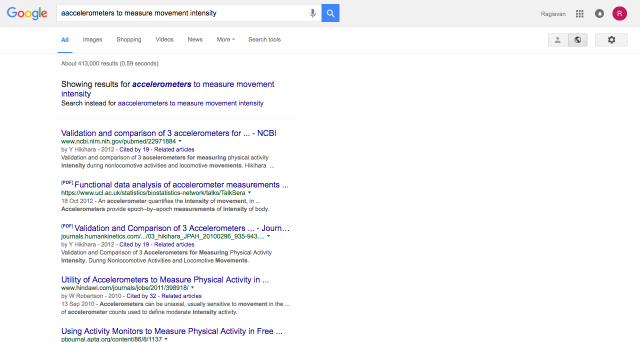 Google
aaccelerometers to measure movement intensity
Ragiavan
R
All Images Shopping Videos News More Search tools
About 413,000 results (0.59 seconds)
Showing results for accelerometers to measure movement
intensity
Search instead for aaccelerometers to measure movement intensity
Validation and comparison of 3 accelerometers for ... - NCBI
www.ncbi.nlm.nih.gov/pubmed/22971884
by Y Hikihara - 2012 - Cited by 19 - Related articles
Validation and comparison of 3 accelerometers for measuring physical activity
intensity during nonlocomotive activities and locomotive movements. Hikihara ...
[PDF] Functional data analysis of accelerometer measurements ...
https://www.ucl.ac.uk/statistics/biostatistics-network/talks/TalkSera
18 Oct 2012 - An accelerometer quantifies the intensity of movement, in ...
Accelerometers provide epoch–by–epoch measurements of intensity of body.
[PDF] Validation and Comparison of 3 Accelerometers ... - Journ...
journals.humankinetics.com/.../03_hikihara_JPAH_20100296_935-943....
by Y Hikihara - 2012 - Cited by 19 - Related articles
Validation and Comparison of 3 Accelerometers for Measuring Physical Activity
Intensity. During Nonlocomotive Activities and Locomotive Movements.
Utility of Accelerometers to Measure Physical Activity in ...
www.hindawi.com/journals/jobe/2011/398918/
by W Robertson - 2010 - Cited by 32 - Related articles
13 Sep 2010 - Accelerometers can be uniaxial, usually sensitive to movement in the ...
of accelerometer counts used to define moderate intensity activity.
Using Activity Monitors to Measure Physical Activity in Free ...
ptjournal.apta.org/content/86/8/1137